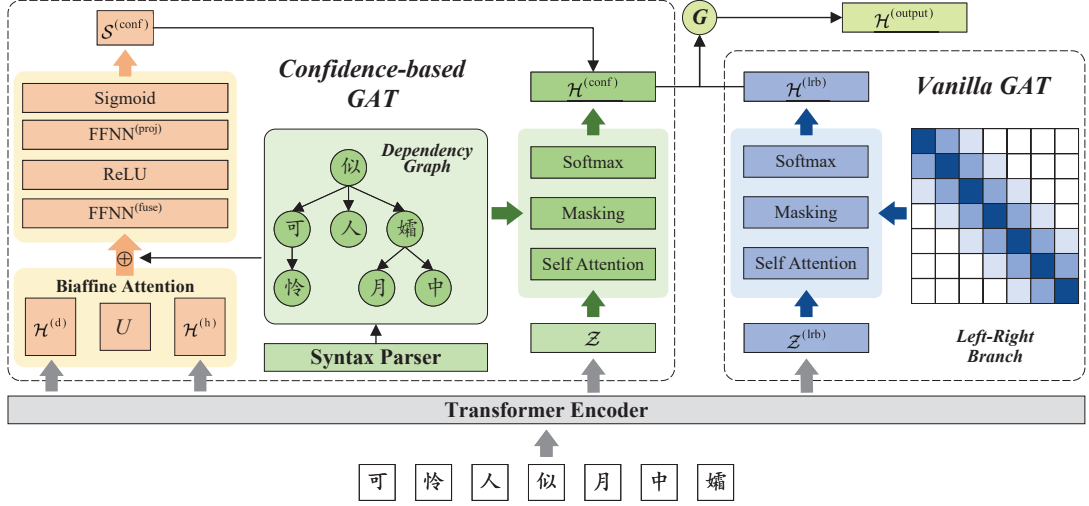 S^(conf)
G
H^(output)
Confidence-based
GAT
H^(conf)
H^(lrb)
Vanilla GAT
Sigmoid
FFNN^(proj)
ReLU
FFNN^(fuse)
⊕
Biaffine Attention
H^(d)
U
H^(h)
Dependency
Graph
似
可
人
孀
怜
月
中
Syntax Parser
Softmax
Masking
Self Attention
Z
Softmax
Masking
Self Attention
Z^(lrb)
Left-Right
Branch
Transformer Encoder
可 怜 人 似 月 中 孀